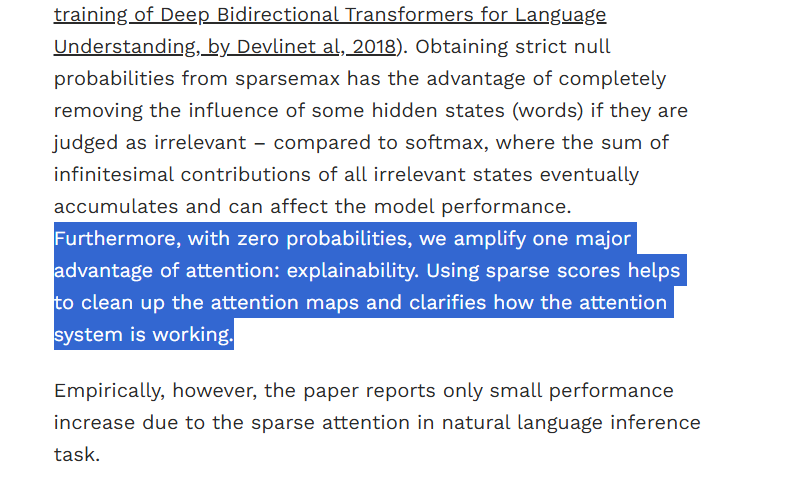 training of Deep Bidirectional Transformers for Language
Understanding, by Devlinet al, 2018). Obtaining strict null
probabilities from sparsemax has the advantage of completely
removing the influence of some hidden states (words) if they are
judged as irrelevant – compared to softmax, where the sum of
infinitesimal contributions of all irrelevant states eventually
accumulates and can affect the model performance.
Furthermore, with zero probabilities, we amplify one major
advantage of attention: explainability. Using sparse scores helps
to clean up the attention maps and clarifies how the attention
system is working.
Empirically, however, the paper reports only small performance
increase due to the sparse attention in natural language inference
task.